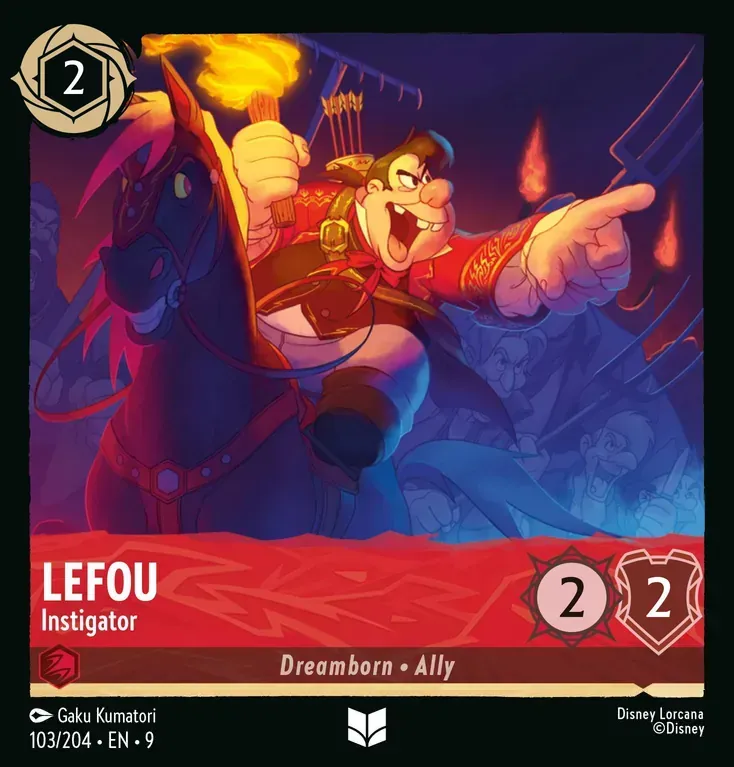 2
LEFOU
Instigator
2
2
Dreamborn • Ally
Gaku Kumatori
103/204 • EN • 9
Disney Lorcana
©Disney